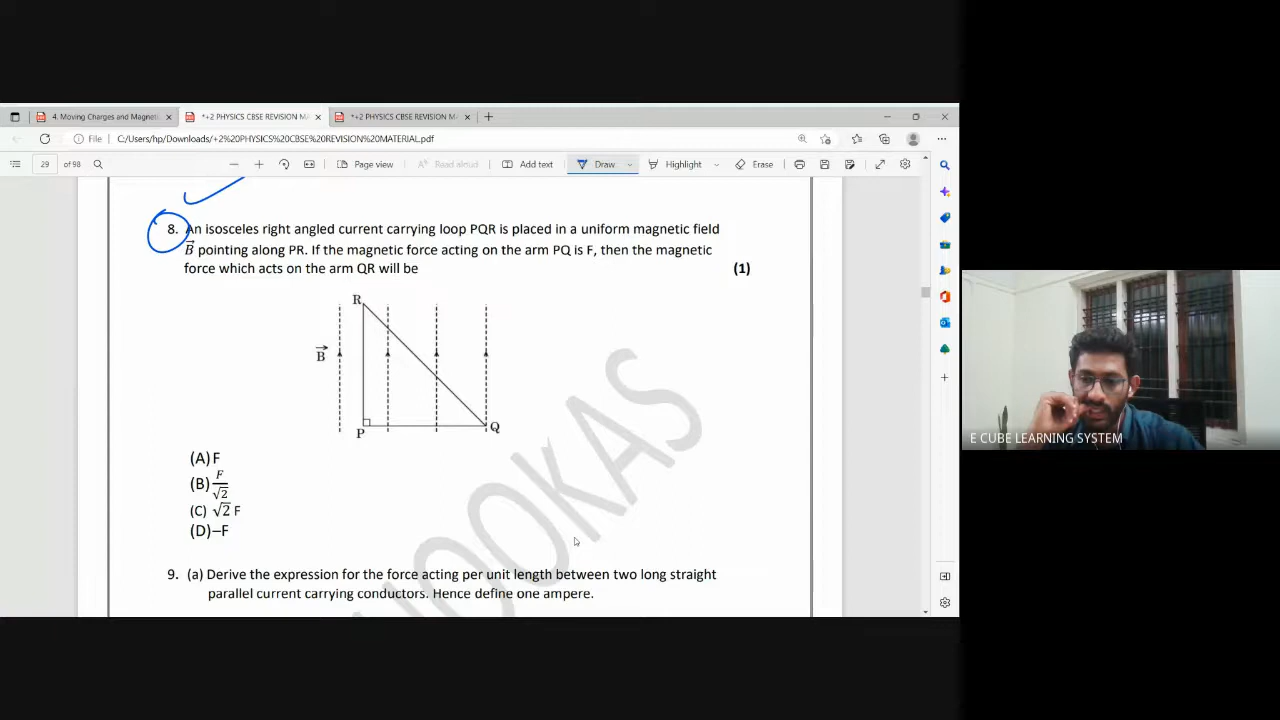 4. Moving Charges and Magnet
*+2 PHYSICS CBSE REVISION MA
*+2 PHYSICS CBSE REVISION MA
File
C:/Users/hp/Downloads/+2%20PHYSICS%20CBSE%20REVISION%20MATERIAL.pdf
29 of 98
Page view
Read aloud
Add text
Draw
Highlight
Erase
8. An isosceles right angled current carrying loop PQR is placed in a uniform magnetic field
B⃗ pointing along PR. If the magnetic force acting on the arm PQ is F, then the magnetic
force which acts on the arm QR will be (1)
R
B⃗
P
Q
(A) F
(B) F/√2
(C) √2 F
(D) –F
9. (a) Derive the expression for the force acting per unit length between two long straight
parallel current carrying conductors. Hence define one ampere.
OOKAS
E CUBE LEARNING SYSTEM